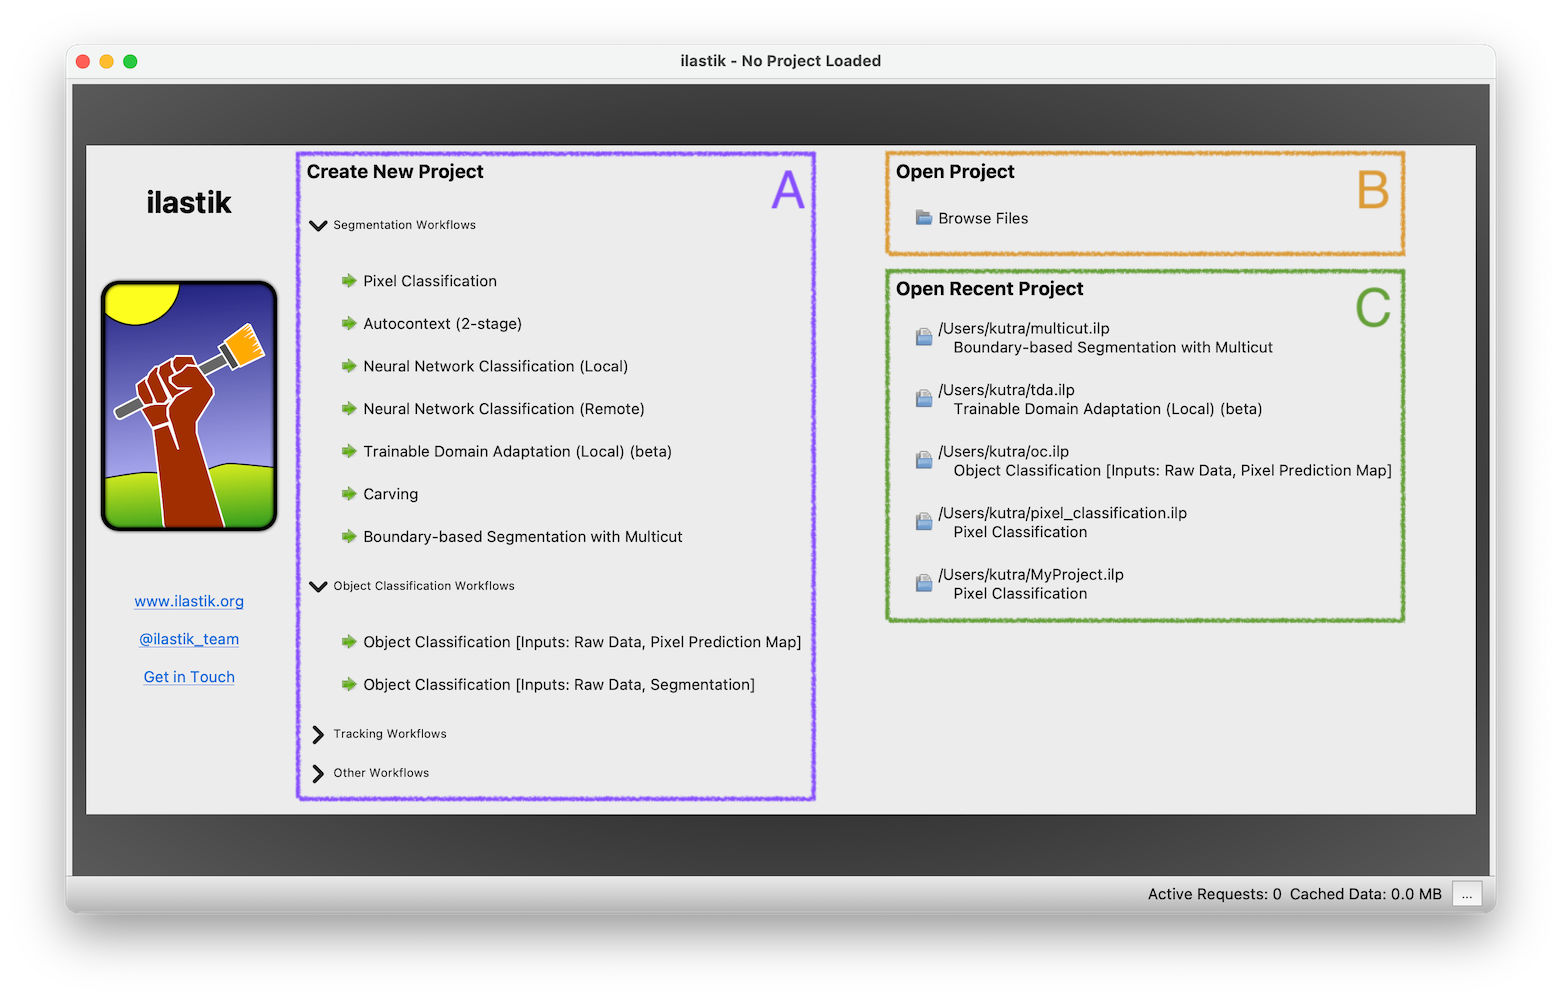 ilastik - No Project Loaded
ilastik
www.ilastik.org
@ilastik_team
Get in Touch
Create New Project
A
Segmentation Workflows
Pixel Classification
Autocontext (2-stage)
Neural Network Classification (Local)
Neural Network Classification (Remote)
Trainable Domain Adaptation (Local) (beta)
Carving
Boundary-based Segmentation with Multicut
Object Classification Workflows
Object Classification [Inputs: Raw Data, Pixel Prediction Map]
Object Classification [Inputs: Raw Data, Segmentation]
Tracking Workflows
Other Workflows
Open Project
B
Browse Files
Open Recent Project
C
/Users/kutra/multicut.ilp
Boundary-based Segmentation with Multicut
/Users/kutra/tda.ilp
Trainable Domain Adaptation (Local) (beta)
/Users/kutra/oc.ilp
Object Classification [Inputs: Raw Data, Pixel Prediction Map]
/Users/kutra/pixel_classification.ilp
Pixel Classification
/Users/kutra/MyProject.ilp
Pixel Classification
Active Requests: 0 Cached Data: 0.0 MB ...